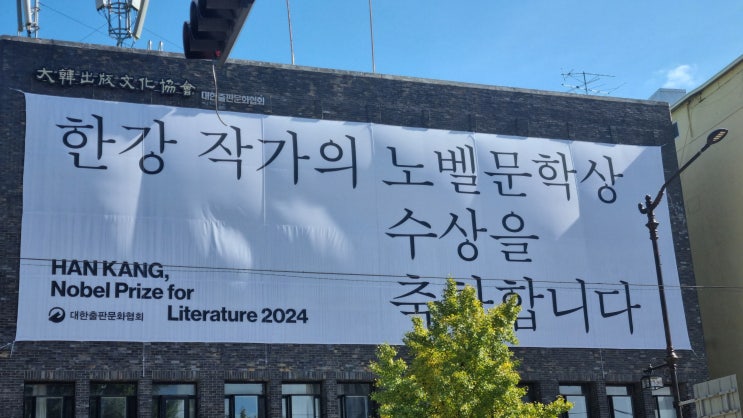 大韓出版文化協會
대한출판문화협회
한강 작가의 노벨문학상
수상을
축하합니다
HAN KANG,
Nobel Prize for
Literature 2024
대한출판문화협회